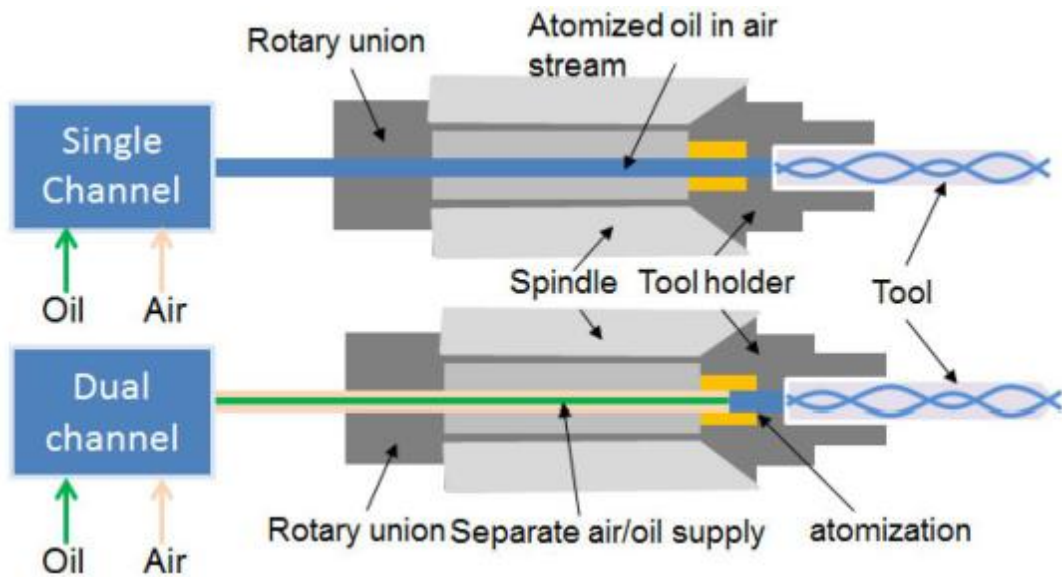 Rotary union
Atomized oil in air
stream
Single
Channel
Oil
Air
Spindle
Tool holder
Tool
Dual
channel
Oil
Air
Rotary union
Separate air/oil supply
atomization